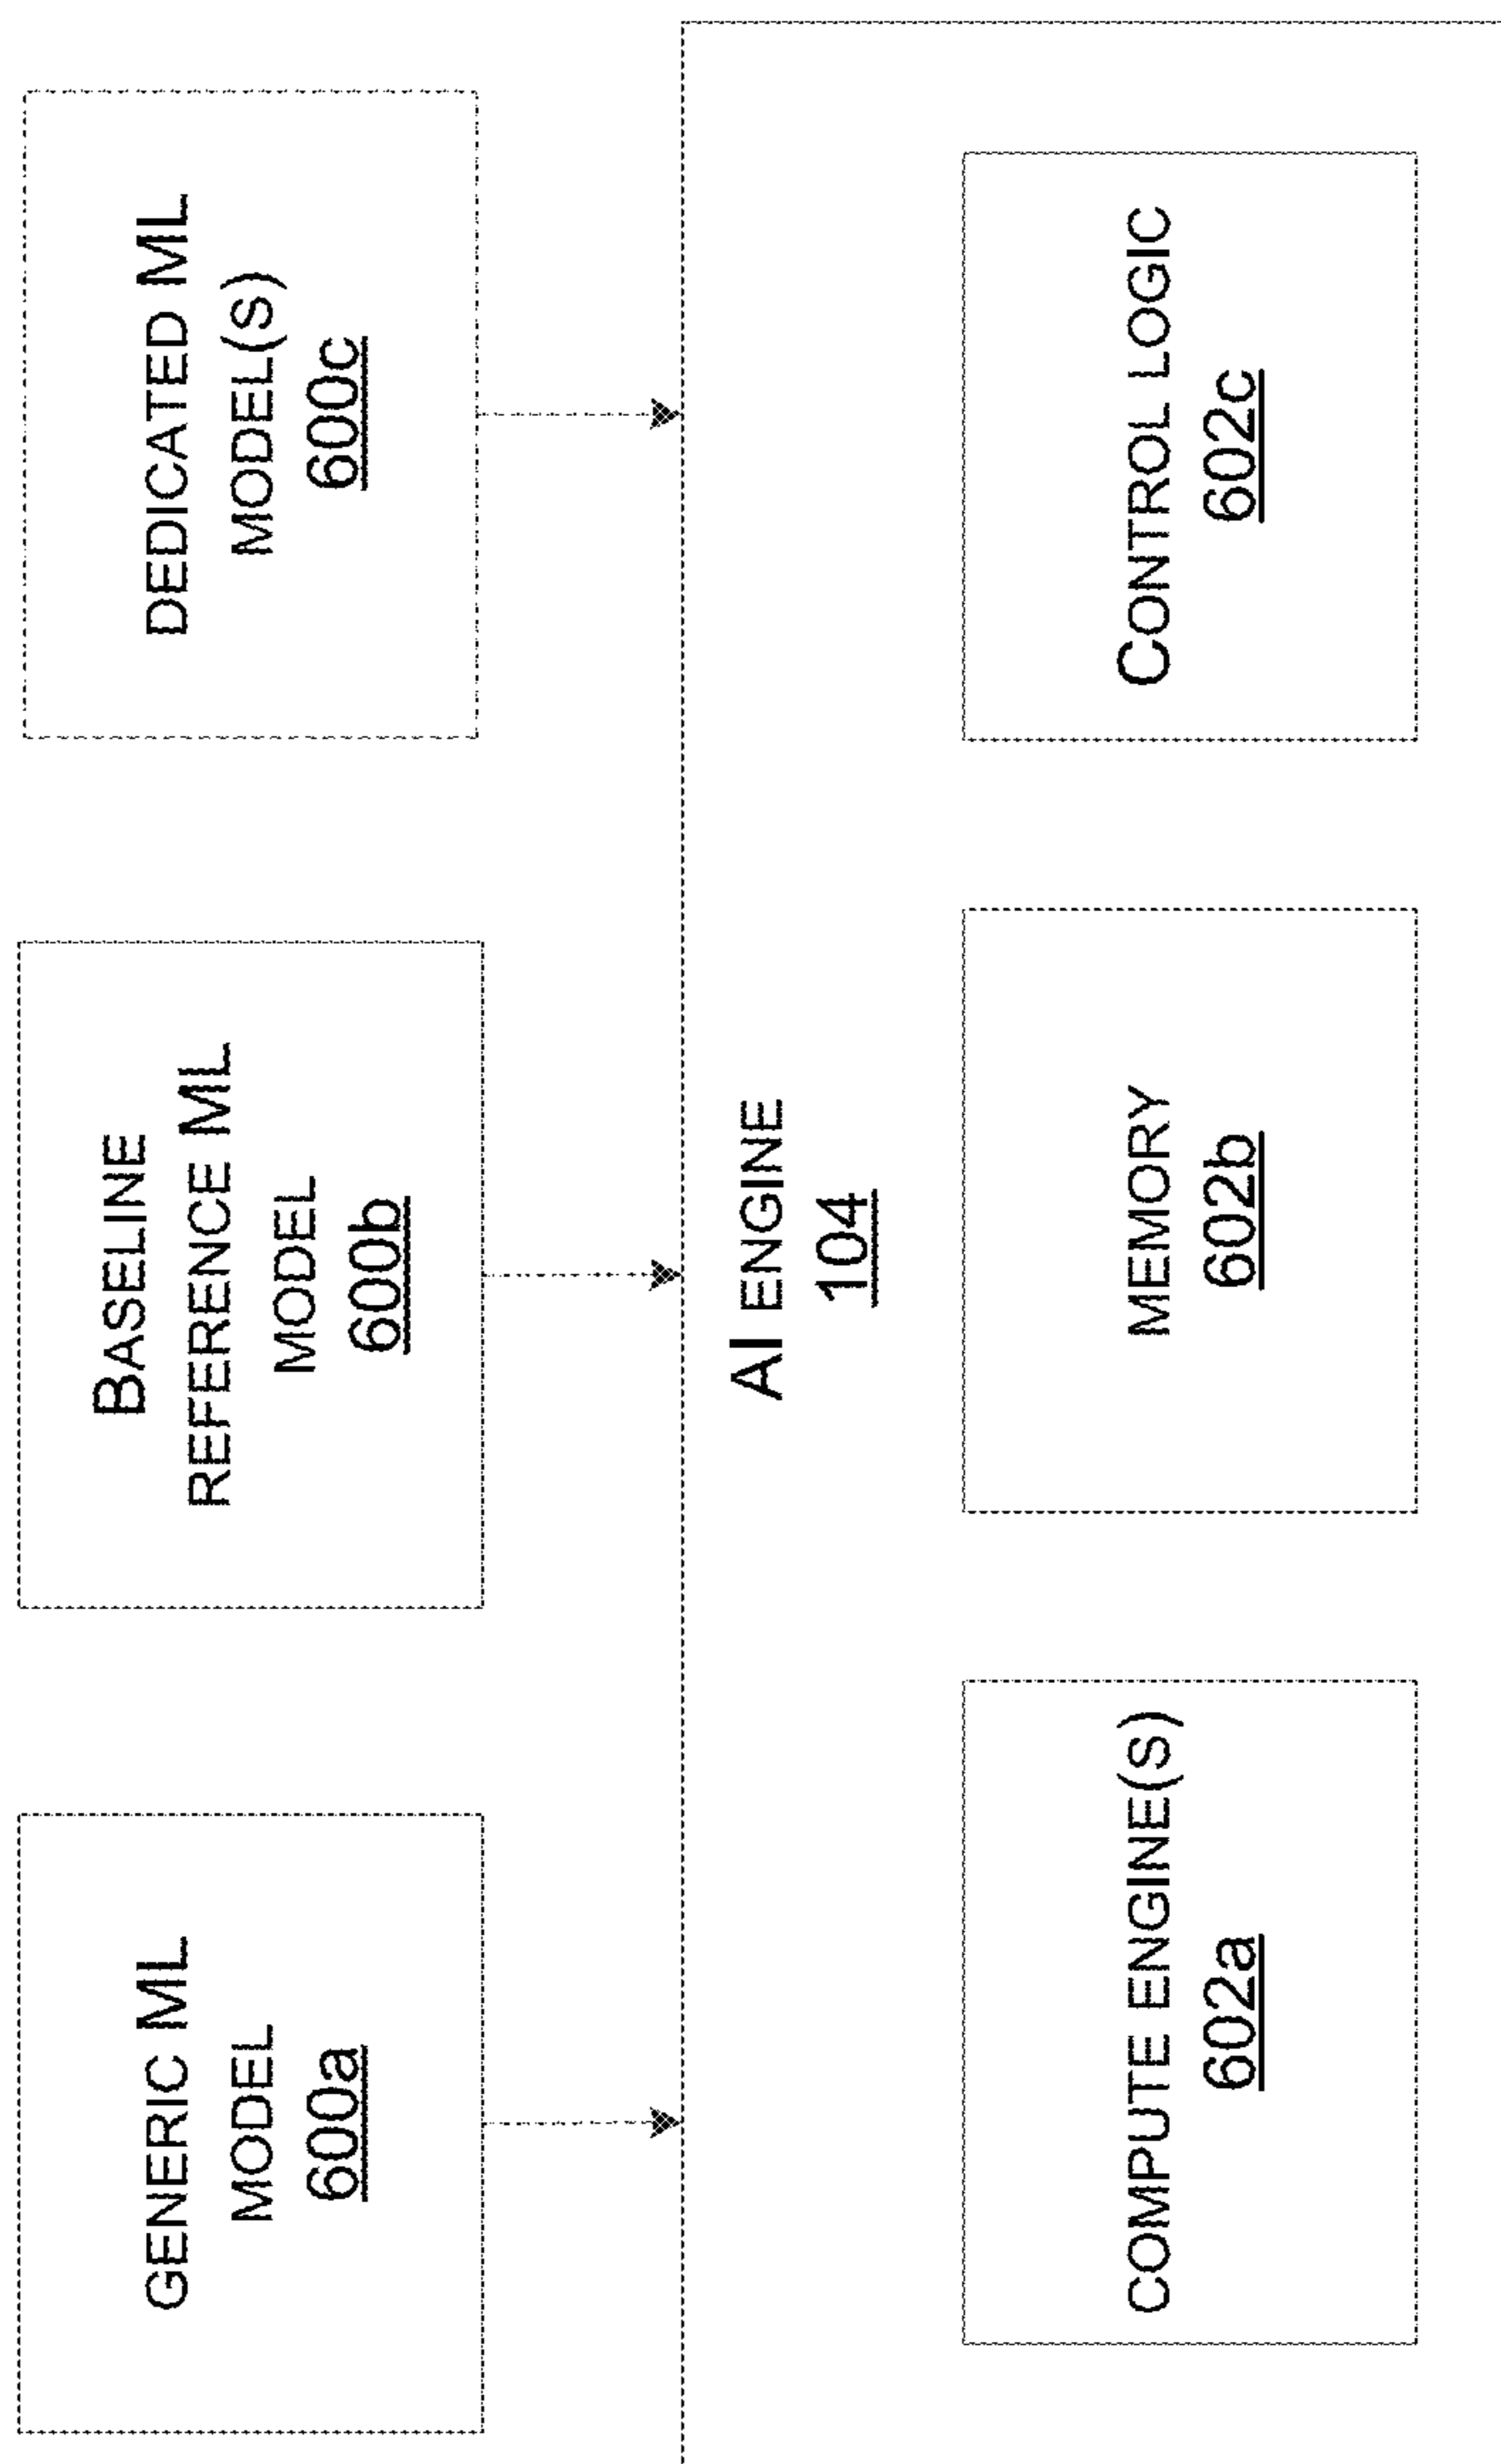 GENERIC ML
MODEL
600a
BASELINE
REFERENCE ML
MODEL
600b
DEDICATED ML
MODEL(S)
600c
AI ENGINE
104
COMPUTE ENGINE(S)
602a
MEMORY
602b
CONTROL LOGIC
602c